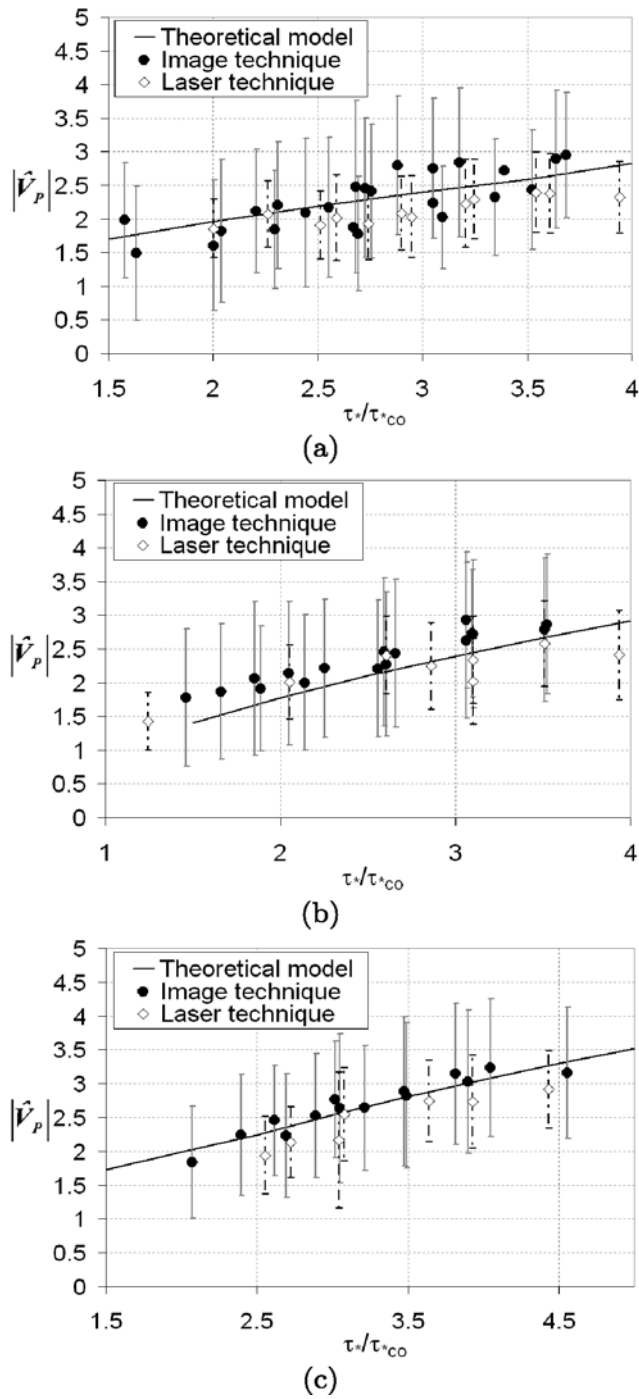 5
4.5
4
3.5
3
2.5
2
1.5
1
0.5
0
Theoretical model
Image technique
Laser technique
|V̂p|
1.5 2 2.5 3 3.5 4
τ*/τ*CO
(a)
5
4.5
4
3.5
3
2.5
2
1.5
1
0.5
0
Theoretical model
Image technique
Laser technique
|V̂p|
1 2 3 4
τ*/τ*CO
(b)
5
4.5
4
3.5
3
2.5
2
1.5
1
0.5
0
Theoretical model
Image technique
Laser technique
|V̂p|
1.5 2.5 3.5 4.5
τ*/τ*CO
(c)